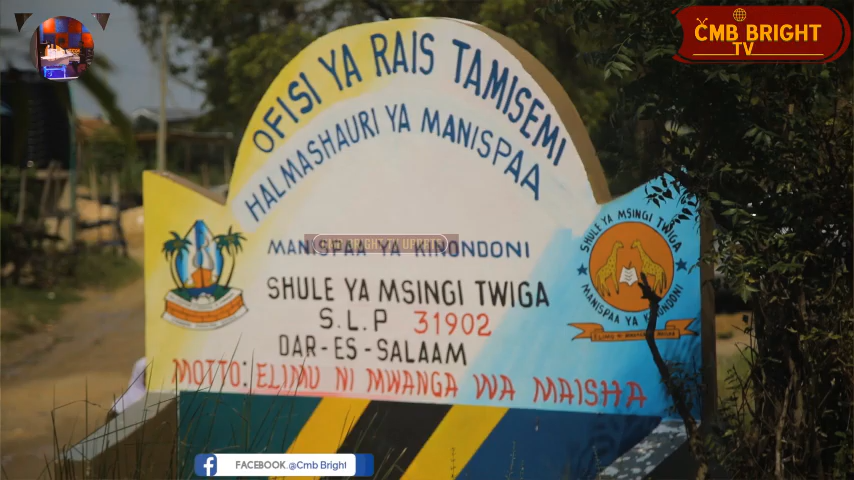 CMB BRIGHT
TV
OFISI YA RAIS TAMISEMI
HALMASHAURI YA MANISPAA
MANISPAA YA KINONDONI
SHULE YA MSINGI TWIGA
S.L.P 31902
DAR-ES-SALAAM
MOTTO: ELIMU NI MWANGA WA MAISHA
SHULE YA MSINGI TWIGA
MANISPAA YA KINONDONI
FACEBOOK.@Cmb Bright